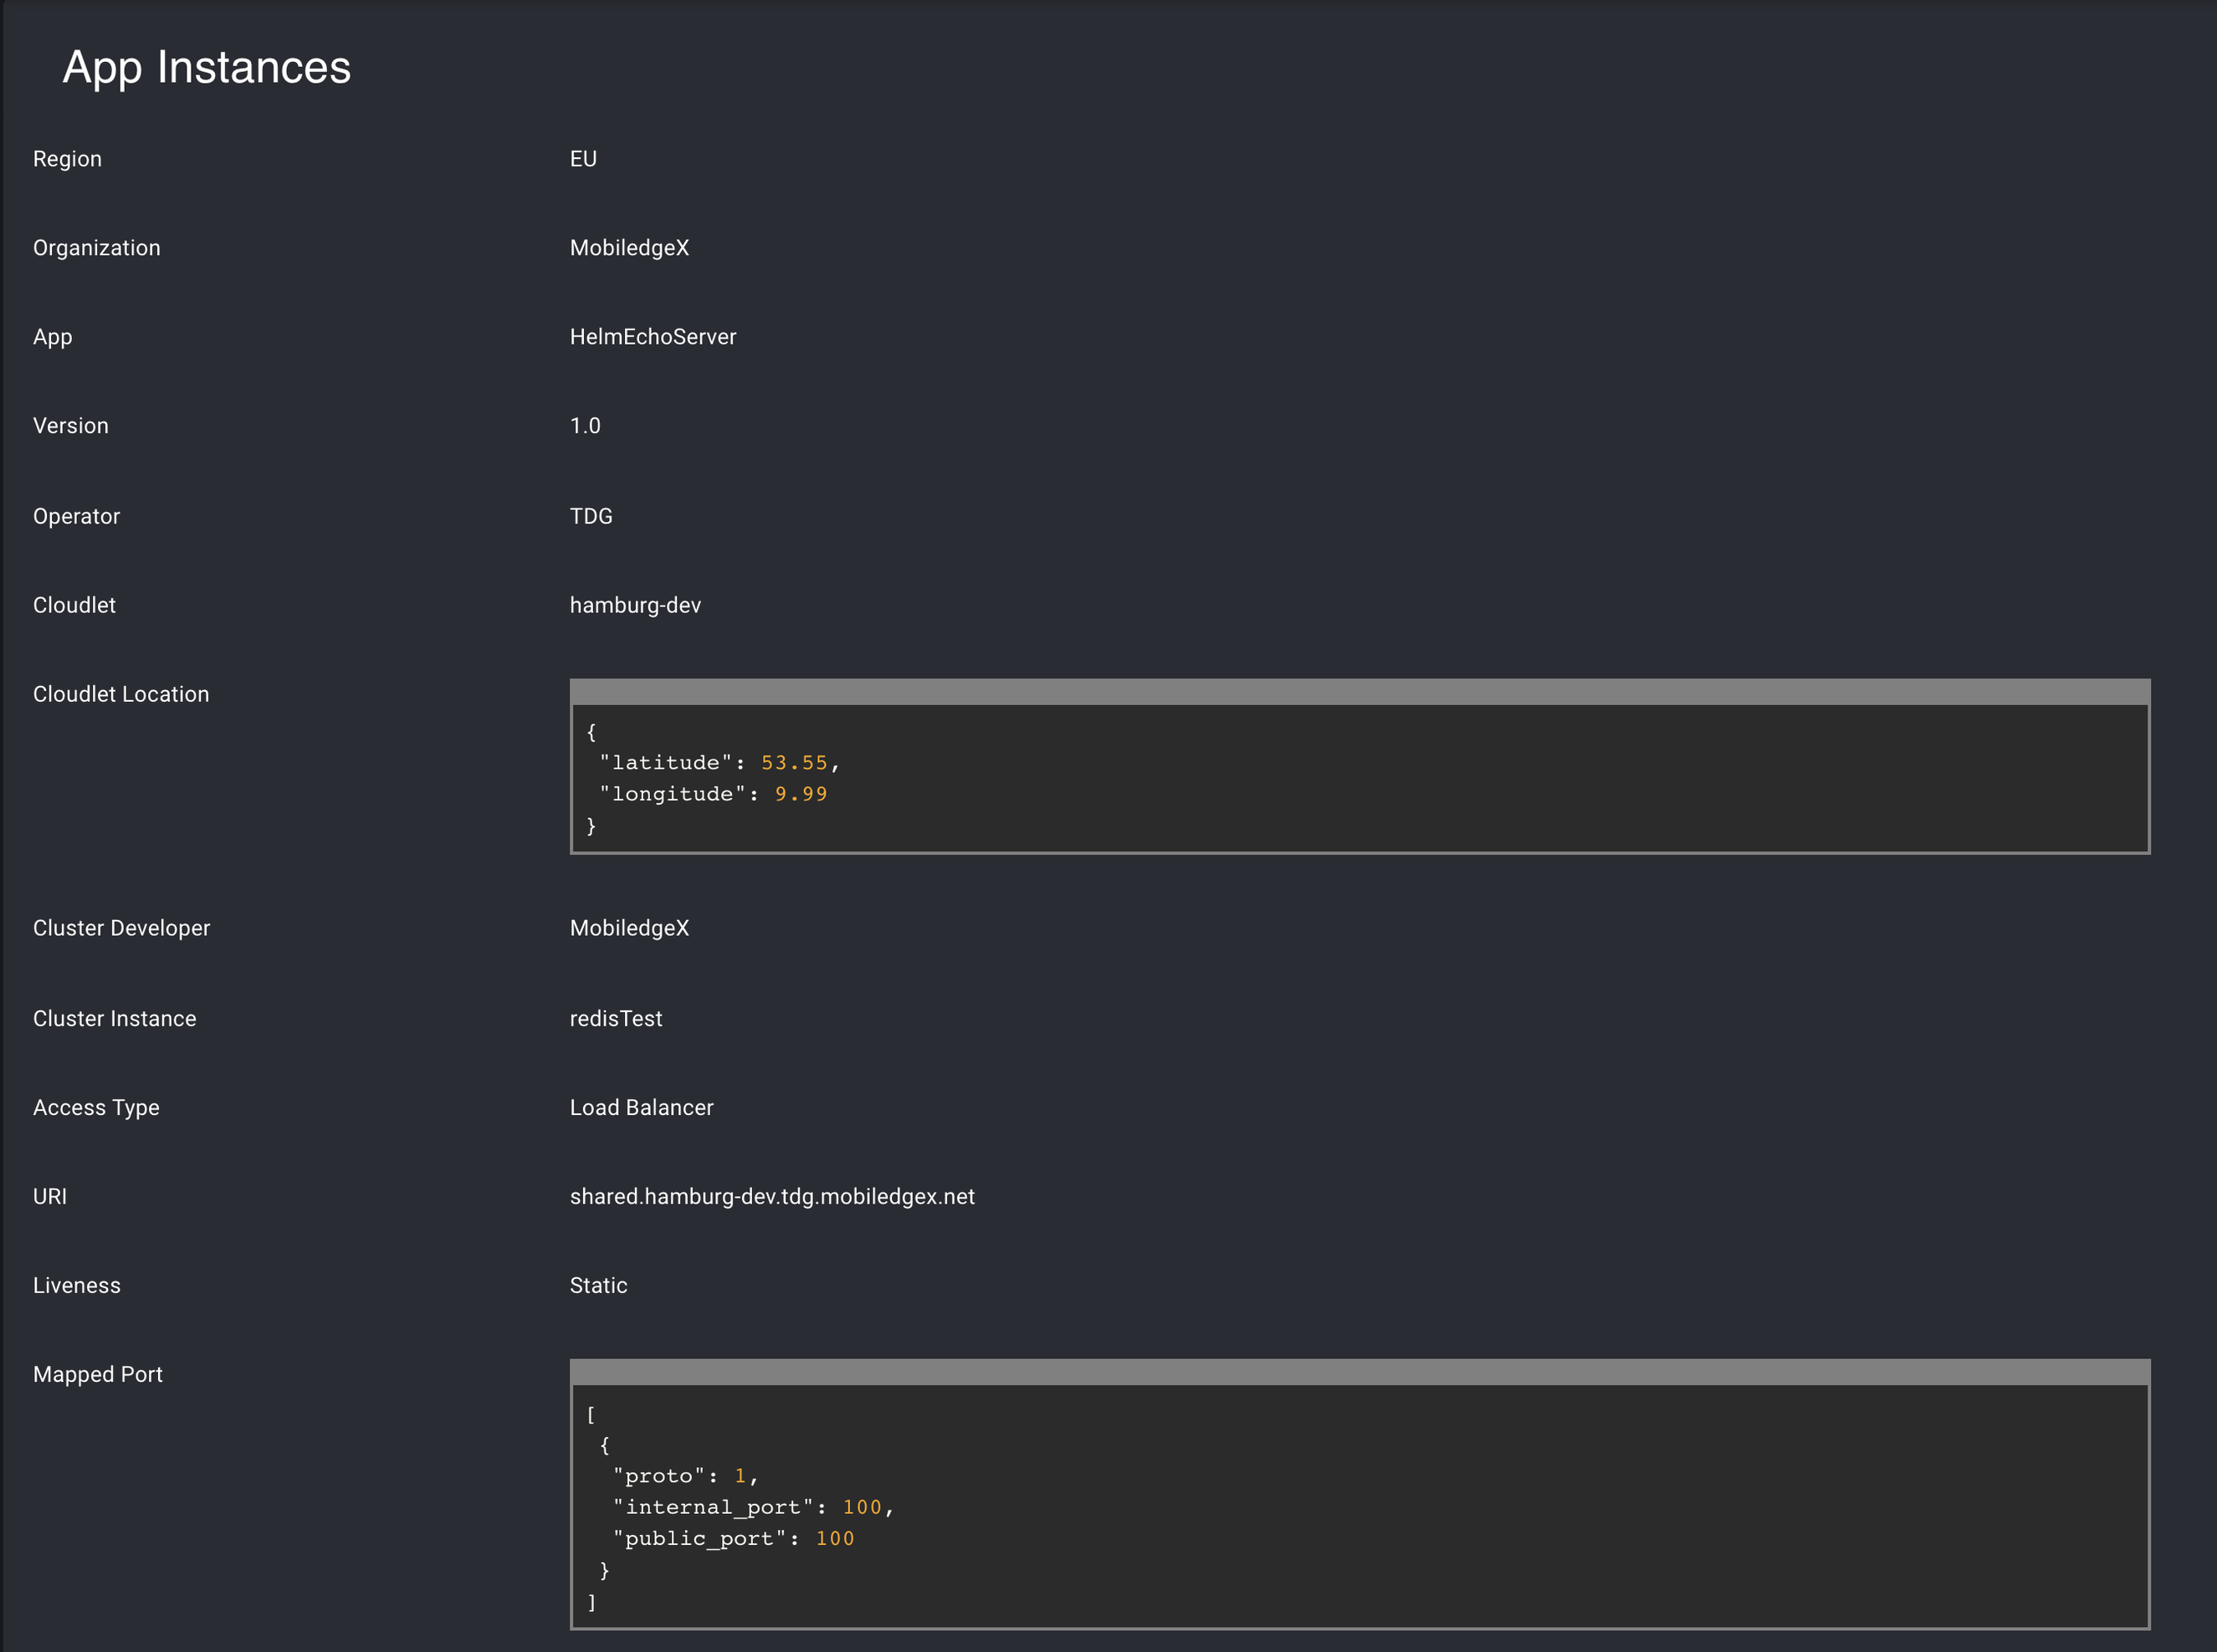 App Instances
Region EU
Organization MobiledgeX
App HelmEchoServer
Version 1.0
Operator TDG
Cloudlet hamburg-dev
Cloudlet Location
{
"latitude": 53.55,
"longitude": 9.99
}
Cluster Developer MobiledgeX
Cluster Instance redisTest
Access Type Load Balancer
URI shared.hamburg-dev.tdg.mobiledgex.net
Liveness Static
Mapped Port
[
{
"proto": 1,
"internal_port": 100,
"public_port": 100
}
]